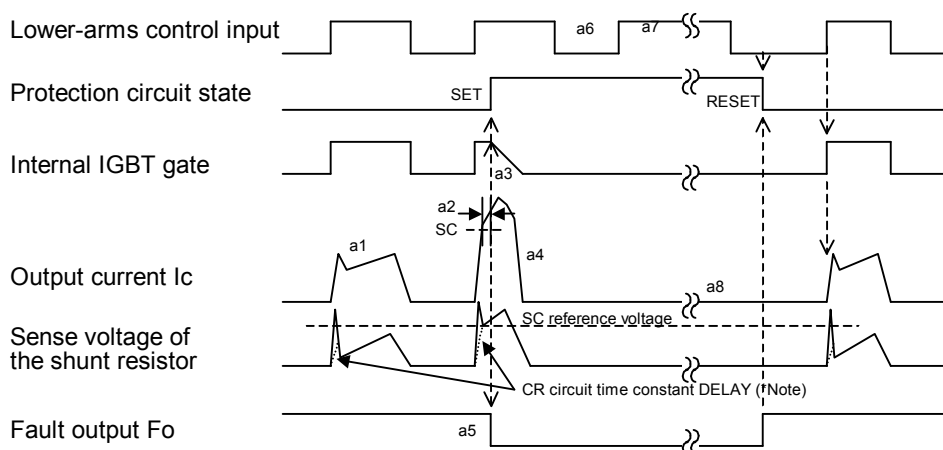 Lower-arms control input
a6
a7
Protection circuit state
SET
RESET
Internal IGBT gate
a3
a2
SC
a4
a1
Output current Ic
a8
SC reference voltage
Sense voltage of
the shunt resistor
CR circuit time constant DELAY (*Note)
Fault output Fo
a5